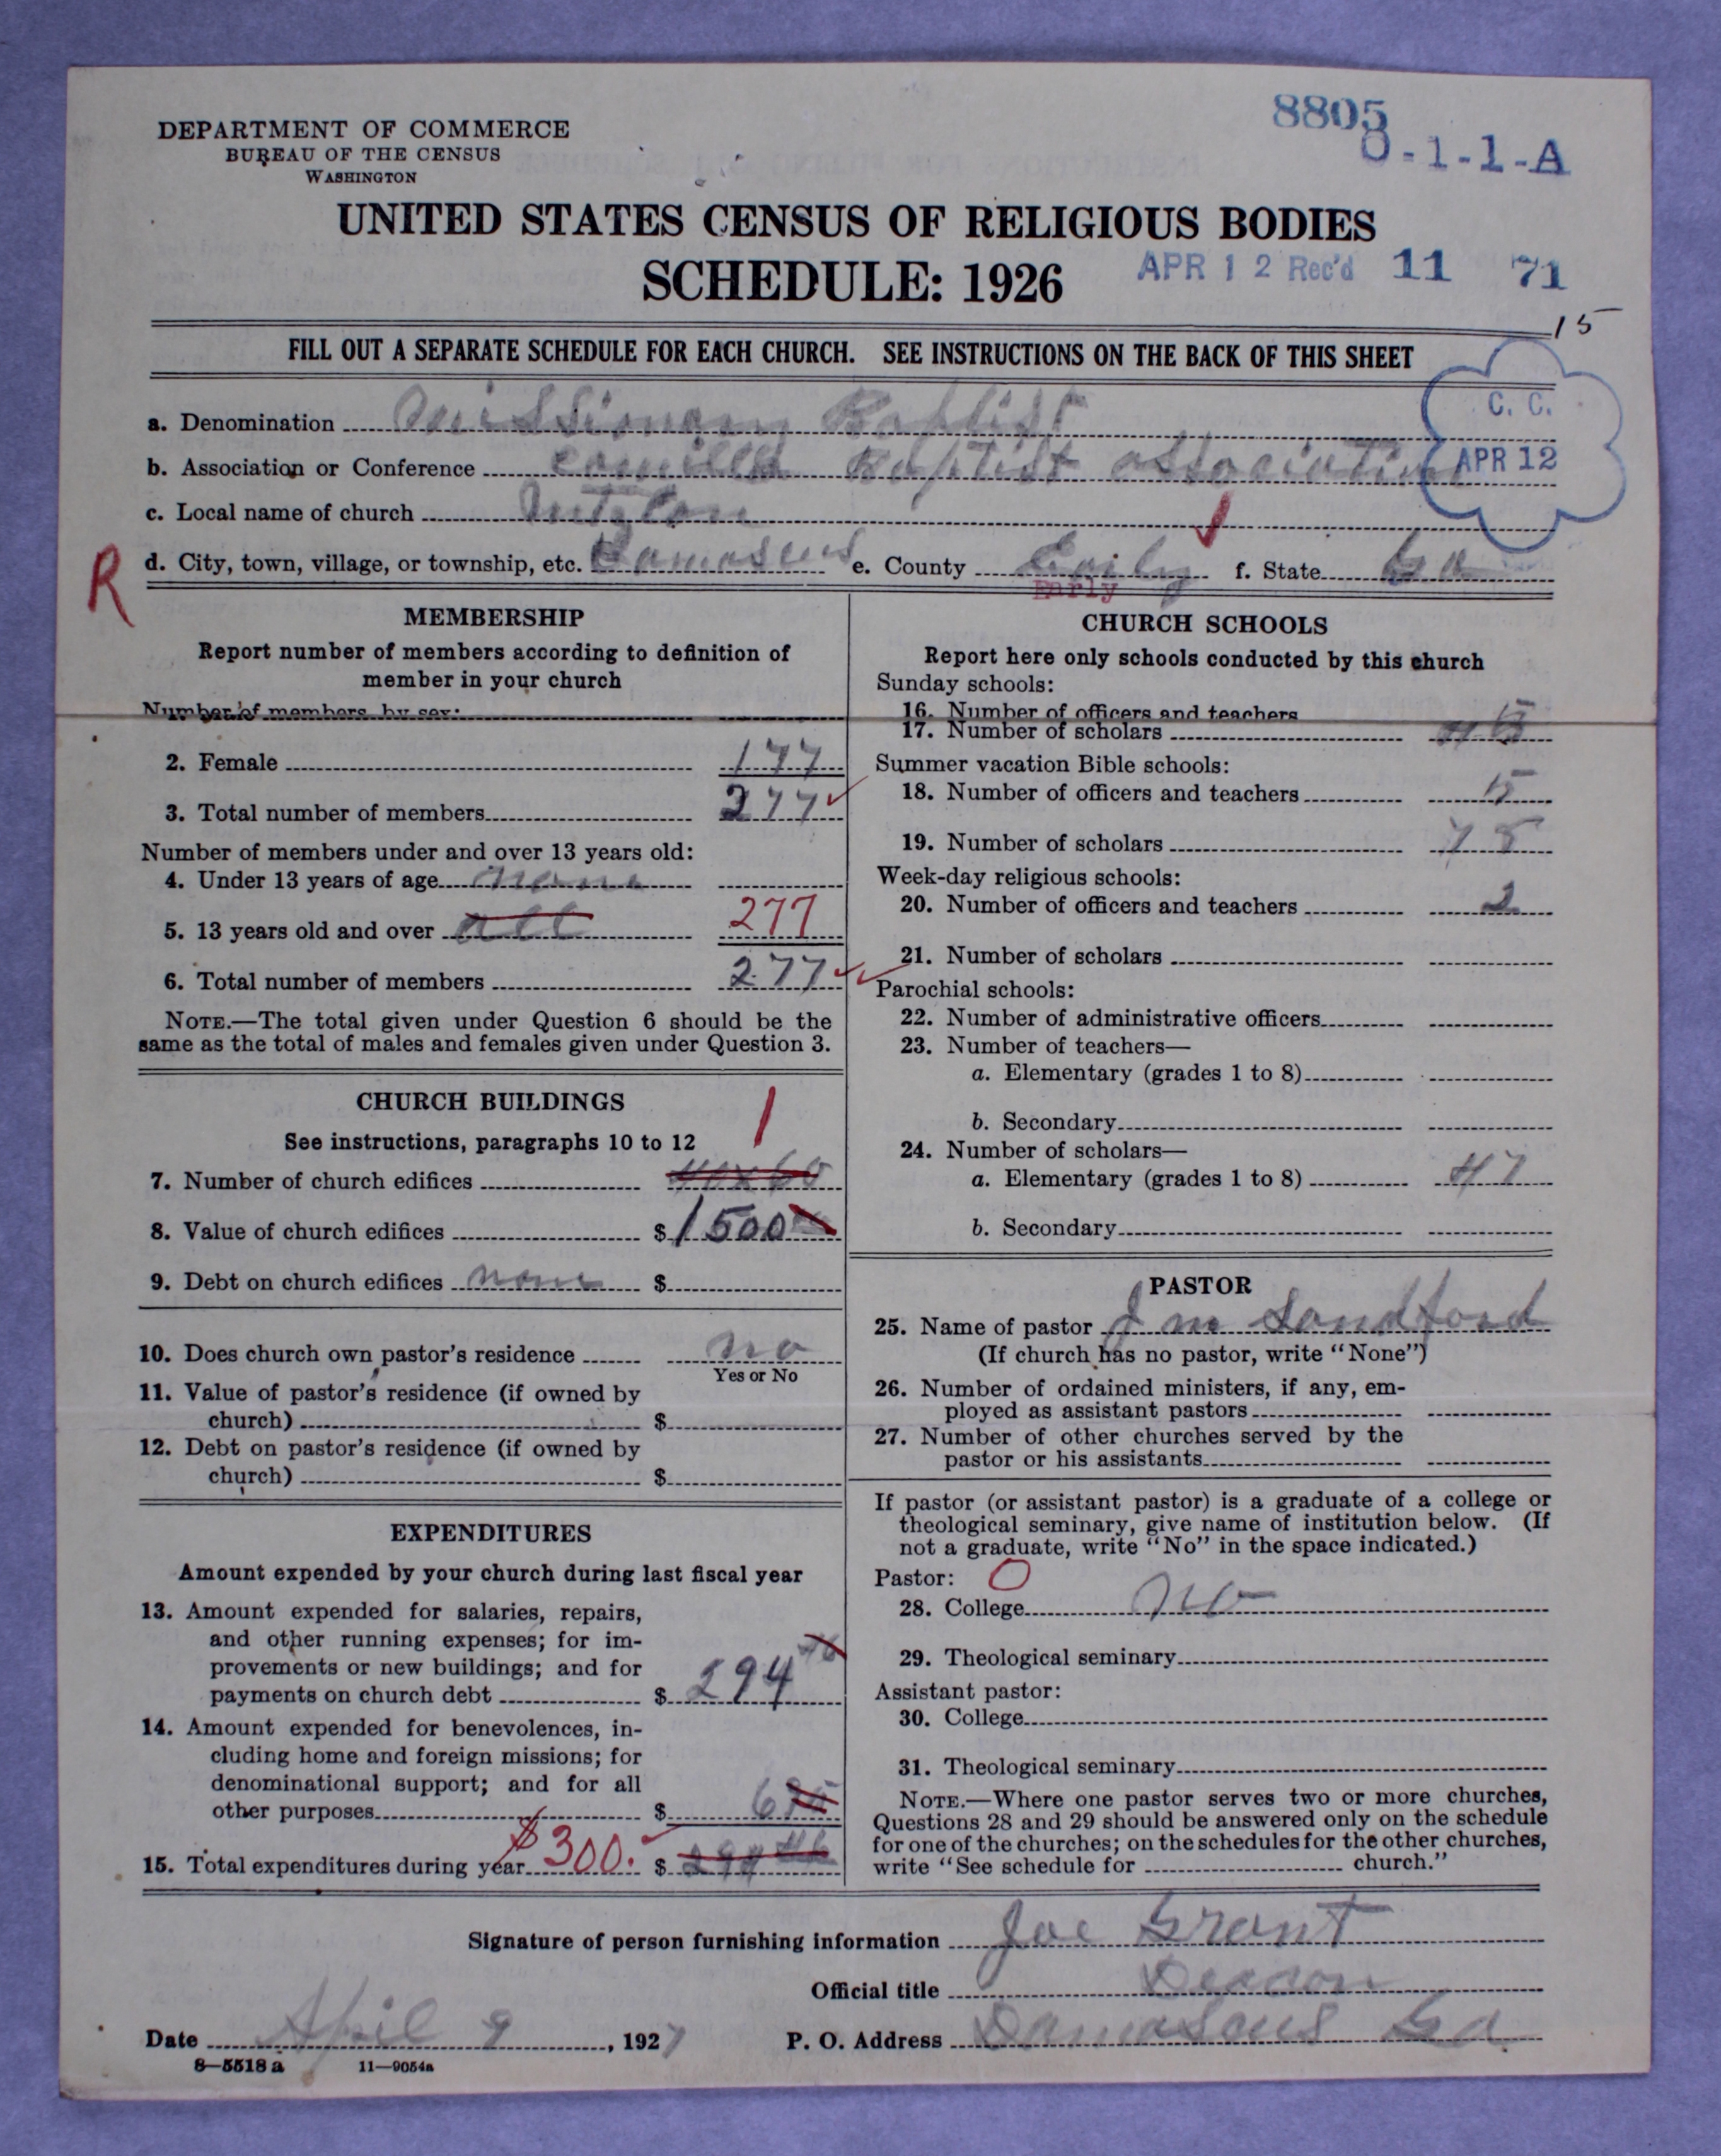 8805
0-1-1-A
DEPARTMENT OF COMMERCE
BUREAU OF THE CENSUS
WASHINGTON
UNITED STATES CENSUS OF RELIGIOUS BODIES
SCHEDULE: 1926
APR 12 Rec'd 11 71
15
FILL OUT A SEPARATE SCHEDULE FOR EACH CHURCH. SEE INSTRUCTIONS ON THE BACK OF THIS SHEET
C. C.
APR 12
a. Denomination Missionary Baptist
b. Association or Conference Baptist association
c. Local name of church
R
d. City, town, village, or township, etc. Damascus e. County Early f. State Ga
Early
MEMBERSHIP
Report number of members according to definition of
member in your church
Number of members, by sex:
2. Female 177
3. Total number of members 277
Number of members under and over 13 years old:
4. Under 13 years of age none
5. 13 years old and over all 277
6. Total number of members 277
NOTE.—The total given under Question 6 should be the
same as the total of males and females given under Question 3.
CHURCH BUILDINGS
See instructions, paragraphs 10 to 12
1
7. Number of church edifices 40x60
8. Value of church edifices $ 1500
9. Debt on church edifices none $
10. Does church own pastor's residence no
Yes or No
11. Value of pastor's residence (if owned by
church) $
12. Debt on pastor's residence (if owned by
church) $
EXPENDITURES
Amount expended by your church during last fiscal year
13. Amount expended for salaries, repairs,
and other running expenses; for im-
provements or new buildings; and for
payments on church debt $ 294
14. Amount expended for benevolences, in-
cluding home and foreign missions; for
denominational support; and for all
other purposes $ 6
15. Total expenditures during year $300. $
CHURCH SCHOOLS
Report here only schools conducted by this church
Sunday schools:
16. Number of officers and teachers 5
17. Number of scholars
Summer vacation Bible schools:
18. Number of officers and teachers 5
19. Number of scholars 75
Week-day religious schools:
20. Number of officers and teachers 2
21. Number of scholars
Parochial schools:
22. Number of administrative officers
23. Number of teachers—
a. Elementary (grades 1 to 8)
b. Secondary
24. Number of scholars—
a. Elementary (grades 1 to 8) 47
b. Secondary
PASTOR
25. Name of pastor J m Sandford
(If church has no pastor, write "None")
26. Number of ordained ministers, if any, em-
ployed as assistant pastors
27. Number of other churches served by the
pastor or his assistants
If pastor (or assistant pastor) is a graduate of a college or
theological seminary, give name of institution below. (If
not a graduate, write "No" in the space indicated.)
Pastor: O
28. College no
29. Theological seminary
Assistant pastor:
30. College
31. Theological seminary
NOTE.—Where one pastor serves two or more churches,
Questions 28 and 29 should be answered only on the schedule
for one of the churches; on the schedules for the other churches,
write "See schedule for church."
Signature of person furnishing information Joe Grant
Official title Deacon
Date April 9, 1927 P. O. Address Damascus Ga
8—5518 a 11—9054a